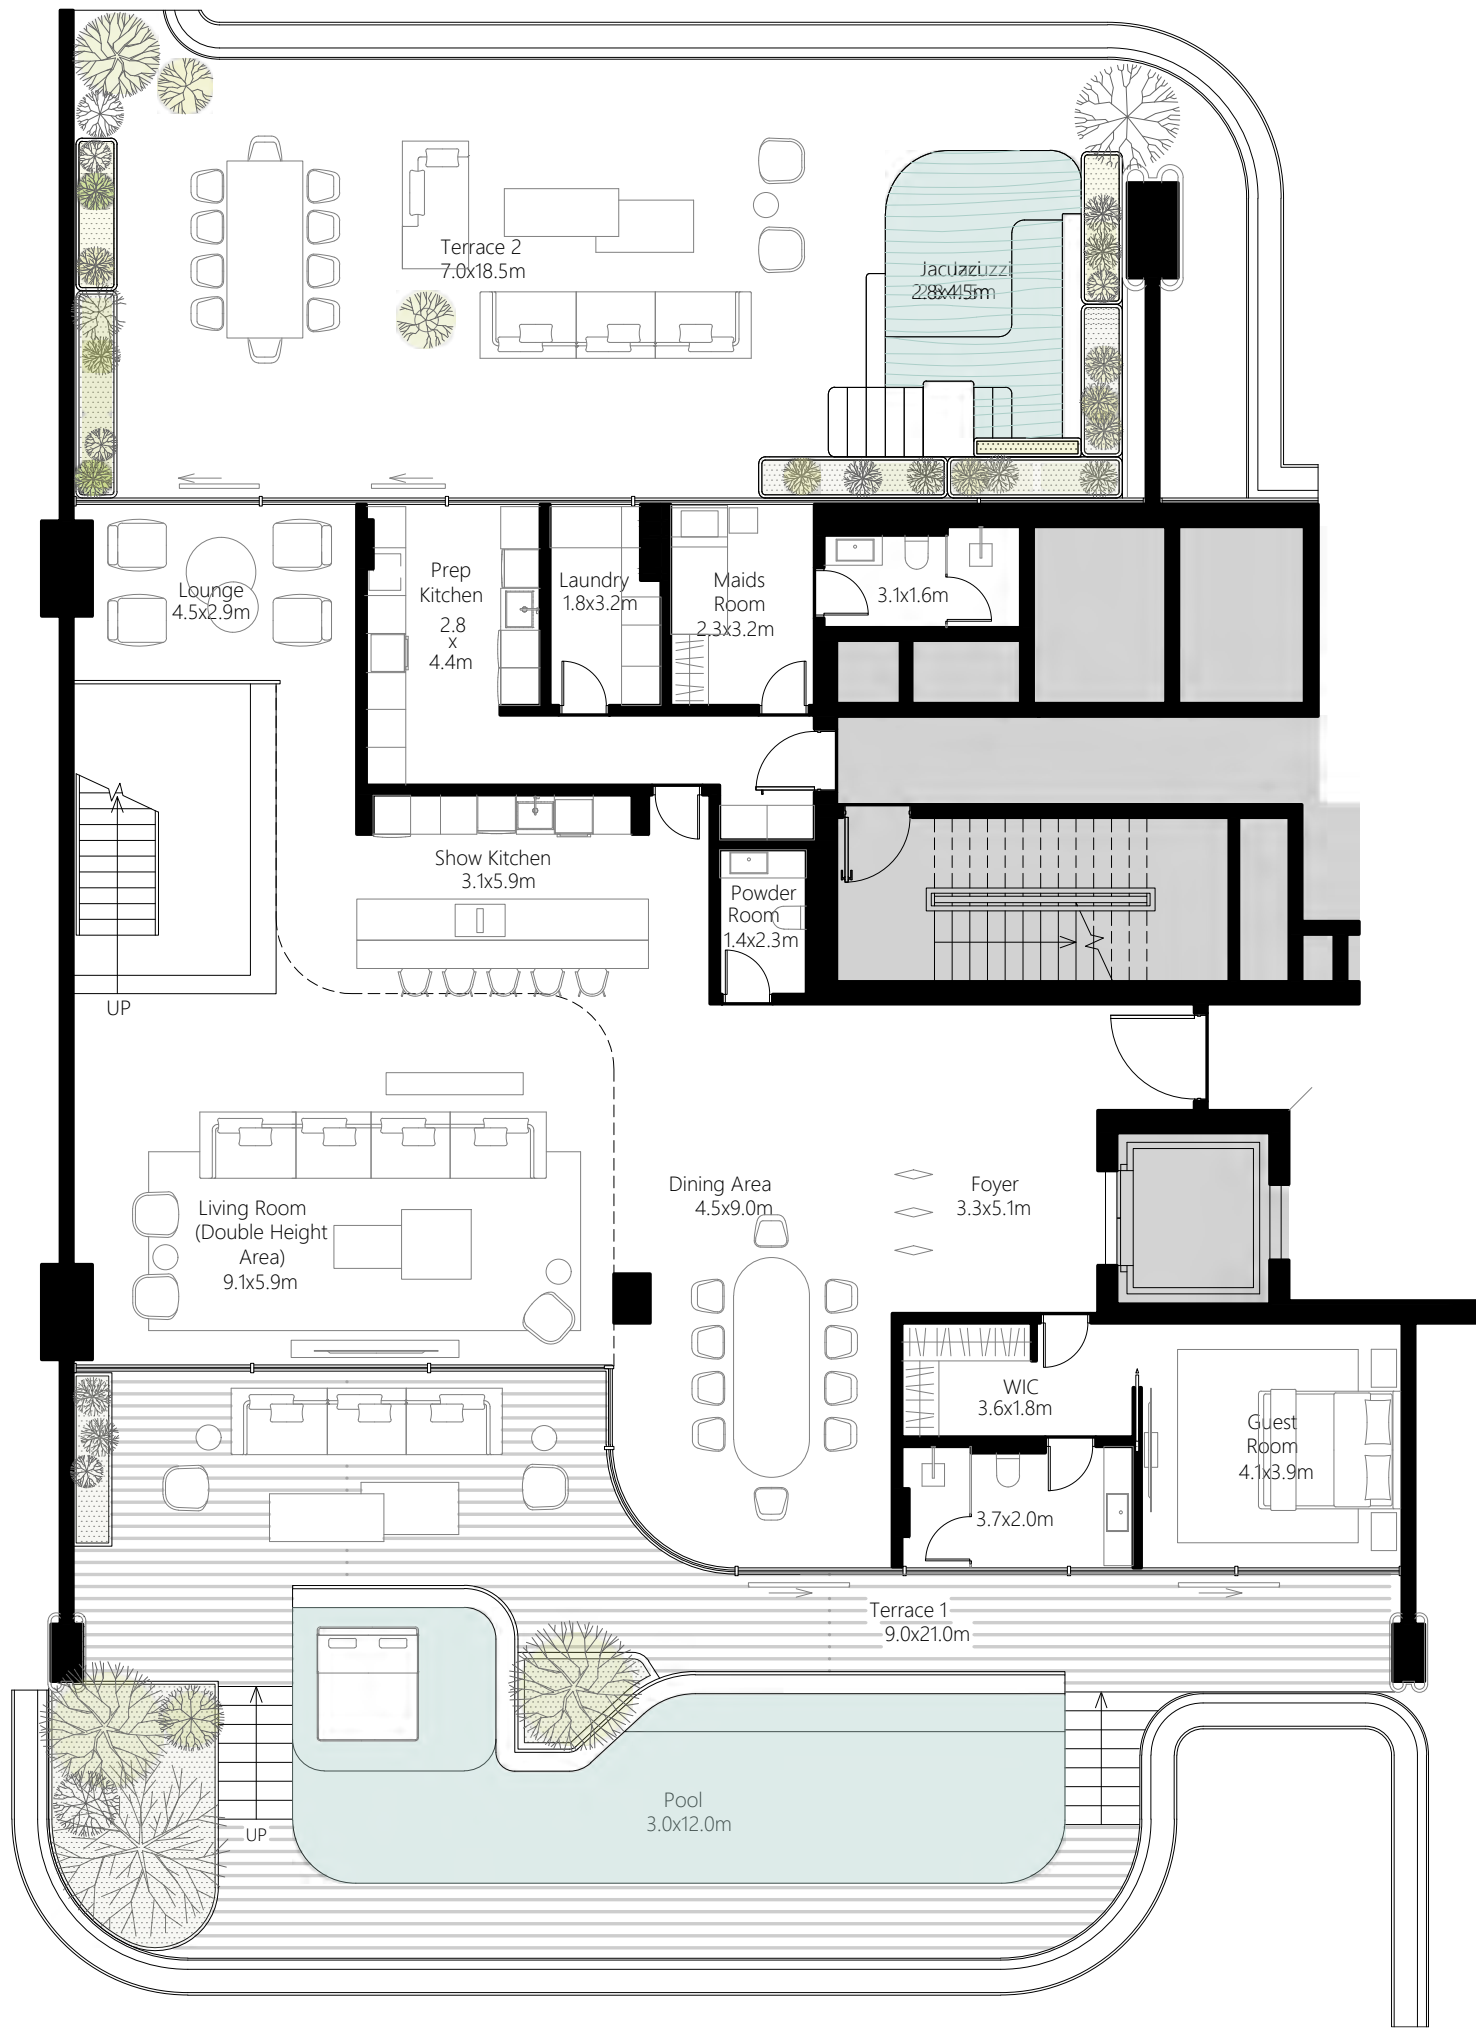 Terrace 2
7.0x18.5m
Jacuzzi
2.8x4.5m
Lounge
4.5x2.9m
Prep
Kitchen
2.8
x
4.4m
Laundry
1.8x3.2m
Maids
Room
2.3x3.2m
3.1x1.6m
Show Kitchen
3.1x5.9m
Powder
Room
1.4x2.3m
UP
Living Room
(Double Height
Area)
9.1x5.9m
Dining Area
4.5x9.0m
Foyer
3.3x5.1m
WIC
3.6x1.8m
Guest
Room
4.1x3.9m
3.7x2.0m
Terrace 1
9.0x21.0m
Pool
3.0x12.0m
UP